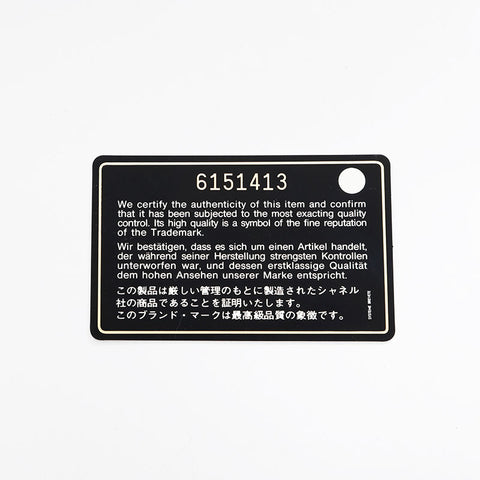 6151413
We certify the authenticity of this item and confirm
that it has been subjected to the most exacting quality
control. Its high quality is a symbol of the fine reputation
of the Trademark.
Wir bestätigen, dass es sich um einen Artikel handelt,
der während seiner Herstellung strengsten Kontrollen
unterworfen war, und dessen erstklassige Qualität
dem hohen Ansehen unserer Marke entspricht.
この製品は厳しい管理のもとに製造されたシャネル
社の商品であることを証明いたします。
このブランド・マークは最高級品質の象徴です。